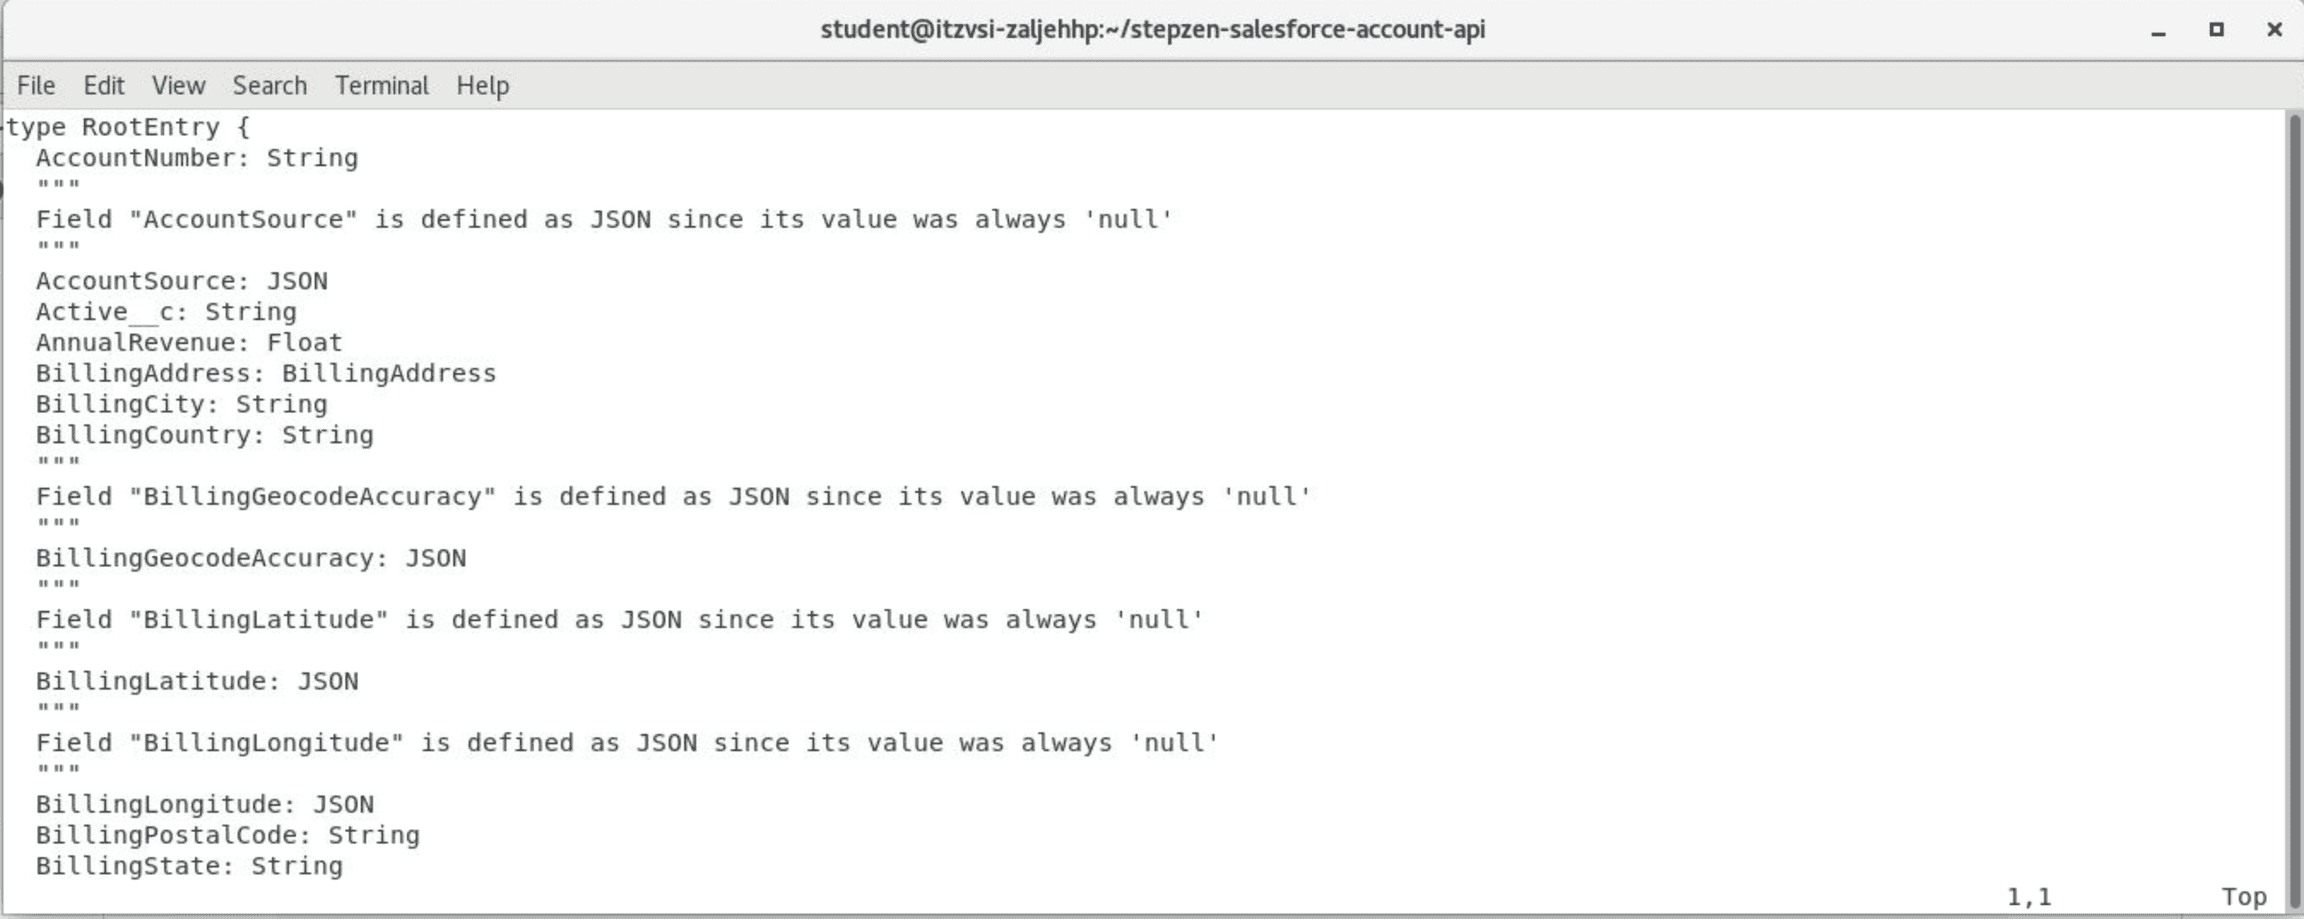 student@itzvsi-zaljehhp:~/stepzen-salesforce-account-api
File Edit View Search Terminal Help
type RootEntry {
  AccountNumber: String
  """
  Field "AccountSource" is defined as JSON since its value was always 'null'
  """
  AccountSource: JSON
  Active__c: String
  AnnualRevenue: Float
  BillingAddress: BillingAddress
  BillingCity: String
  BillingCountry: String
  """
  Field "BillingGeocodeAccuracy" is defined as JSON since its value was always 'null'
  """
  BillingGeocodeAccuracy: JSON
  """
  Field "BillingLatitude" is defined as JSON since its value was always 'null'
  """
  BillingLatitude: JSON
  """
  Field "BillingLongitude" is defined as JSON since its value was always 'null'
  """
  BillingLongitude: JSON
  BillingPostalCode: String
  BillingState: String
1,1 Top